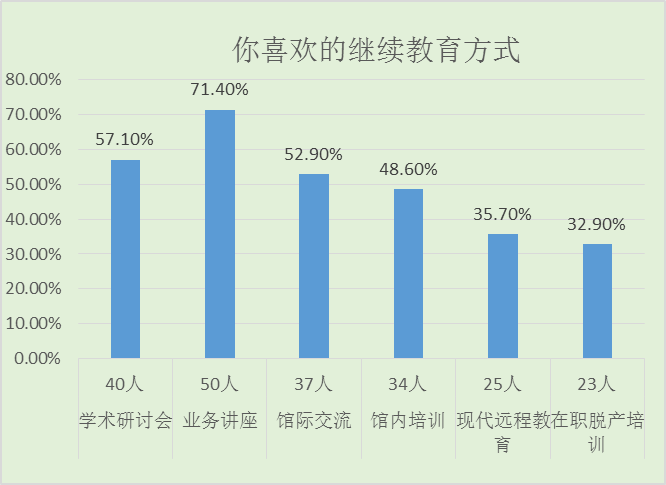 你喜欢的继续教育方式
80.00%
70.00%
60.00%
50.00%
40.00%
30.00%
20.00%
10.00%
0.00%
57.10%
71.40%
52.90%
48.60%
35.70%
32.90%
40人
50人
37人
34人
25人
23人
学术研讨会
业务讲座
馆际交流
馆内培训
现代远程教
育
在职脱产培
训